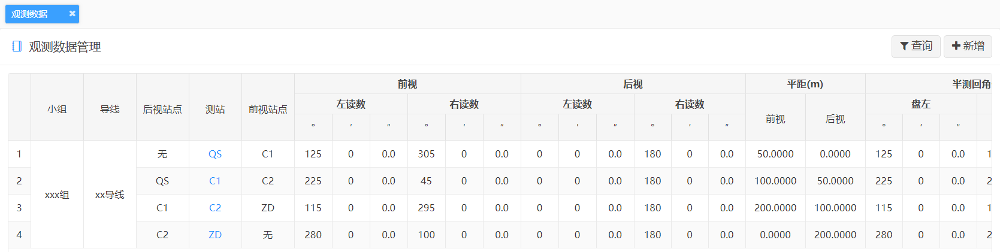 观测数据 ✖
观测数据管理 查询 新增
小组 导线 后视站点 测站 前视站点 前视 后视 平距(m) 半测回角
左读数 右读数 左读数 右读数 前视 后视 盘左
° ′ ″ ° ′ ″ ° ′ ″ ° ′ ″ ° ′ ″
1 xxx组 xx导线 无 QS C1 125 0 0.0 305 0 0.0 0 0 0.0 180 0 0.0 50.0000 0.0000 125 0 0.0 1
2 QS C1 C2 225 0 0.0 45 0 0.0 0 0 0.0 180 0 0.0 100.0000 50.0000 225 0 0.0 2
3 C1 C2 ZD 115 0 0.0 295 0 0.0 0 0 0.0 180 0 0.0 200.0000 100.0000 115 0 0.0 1
4 C2 ZD 无 280 0 0.0 100 0 0.0 0 0 0.0 180 0 0.0 0.0000 200.0000 280 0 0.0 2